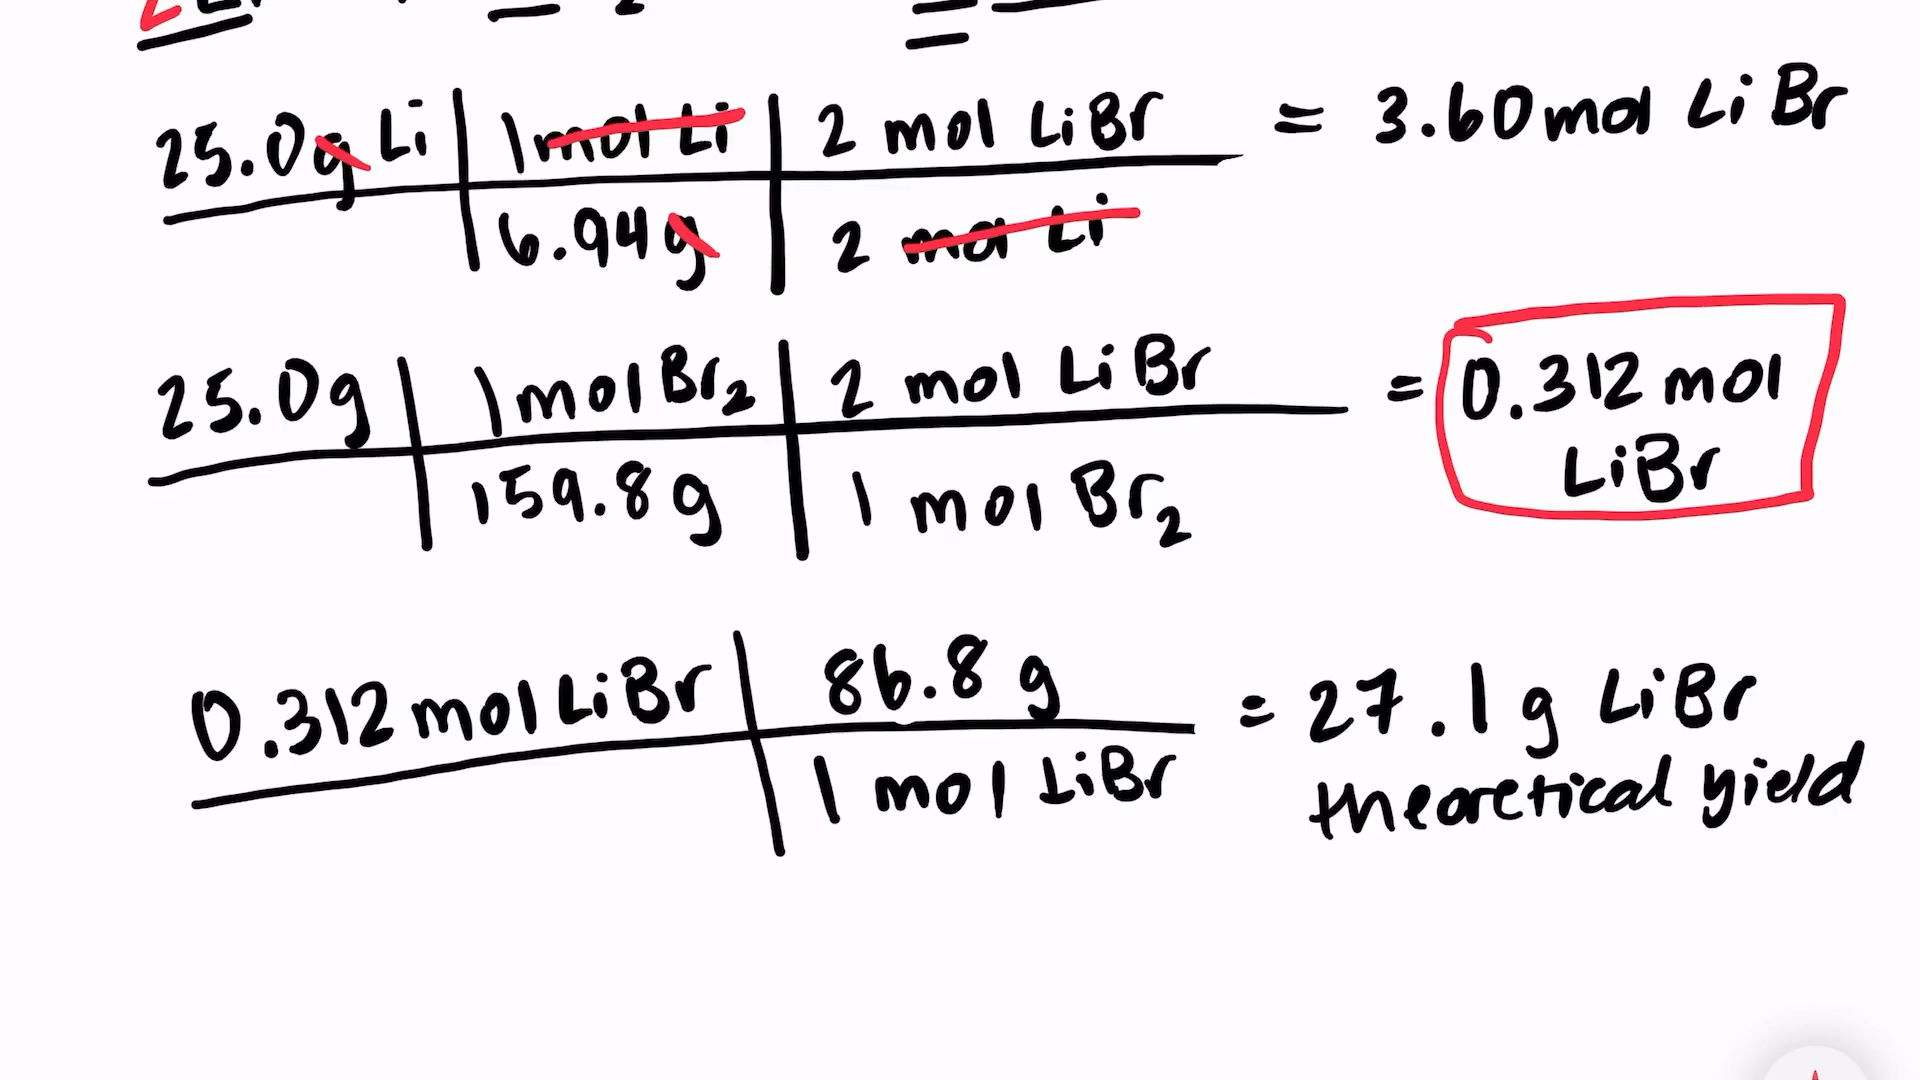 25.0g Li | 1 mol Li | 2 mol LiBr = 3.60 mol LiBr
6.94g | 2 mol Li
25.0g | 1 mol Br₂ | 2 mol LiBr = 0.312 mol
159.8g | 1 mol Br₂ LiBr
0.312 mol LiBr | 86.8 g = 27.1 g LiBr
1 mol LiBr theoretical yield